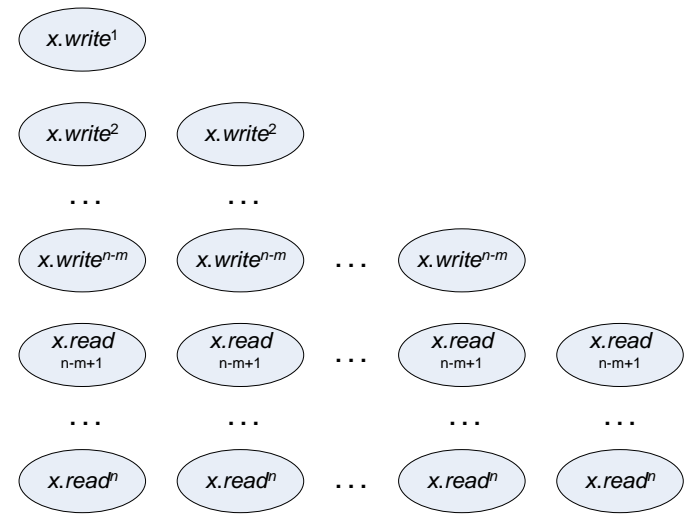 x.write¹
x.write² x.write²
... ...
x.writeⁿ⁻ᵐ x.writeⁿ⁻ᵐ ... x.writeⁿ⁻ᵐ
x.read x.read ... x.read x.read
n-m+1 n-m+1 n-m+1 n-m+1
... ... ... ...
x.readⁿ x.readⁿ ... x.readⁿ x.readⁿ